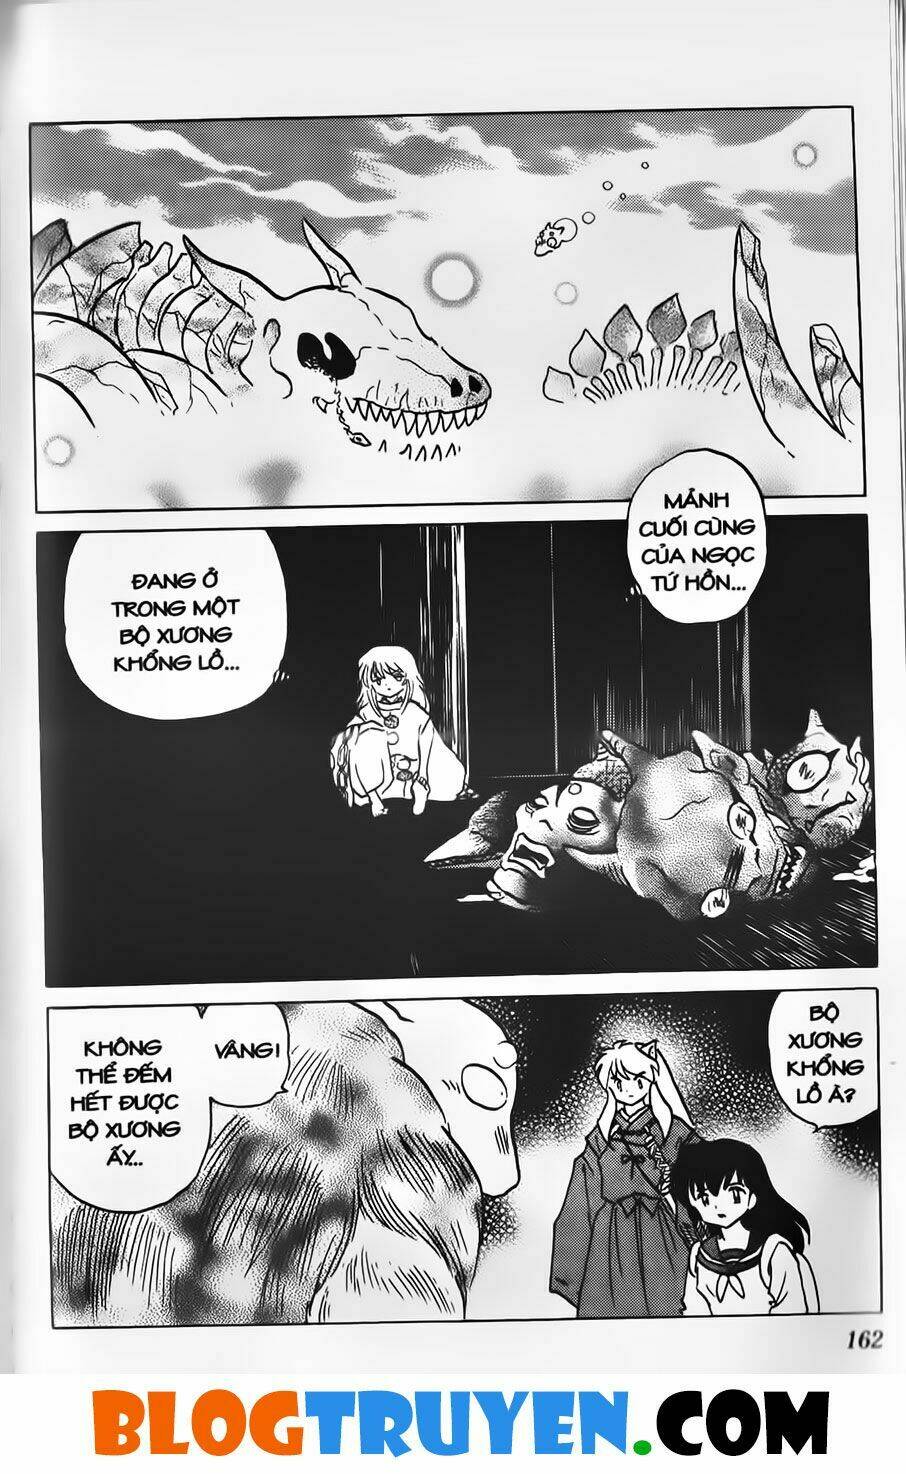 MẢNH
CUỐI CÙNG
CỦA NGỌC
TỨ HỒN...
ĐANG Ở
TRONG MỘT
BỘ XƯƠNG
KHỔNG LỒ...
BỘ
XƯƠNG
KHỔNG
LỒ À?
VÂNG!
KHÔNG
THỂ ĐẾM
HẾT ĐƯỢC
BỘ XƯƠNG
ẤY...
162
BLOGTRUYEN.COM